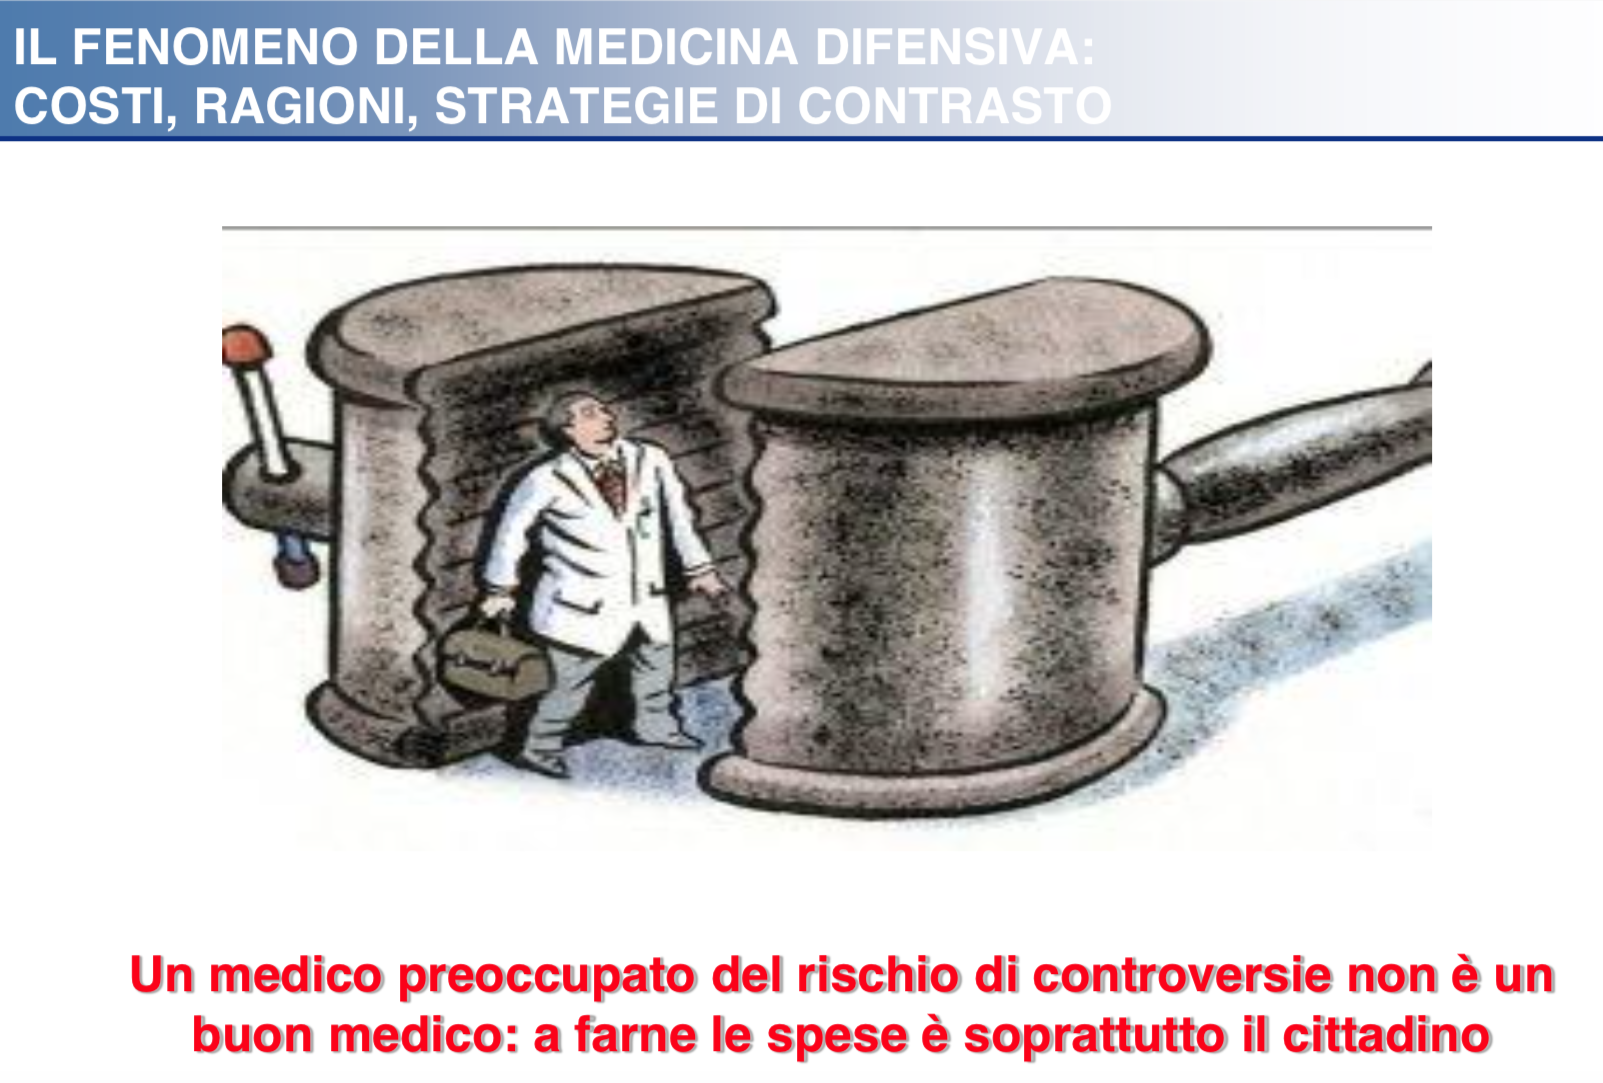 IL FENOMENO DELLA MEDICINA DIFENSIVA:
COSTI, RAGIONI, STRATEGIE DI CONTRASTO
Un medico preoccupato del rischio di controversie non è un
buon medico: a farne le spese è soprattutto il cittadino